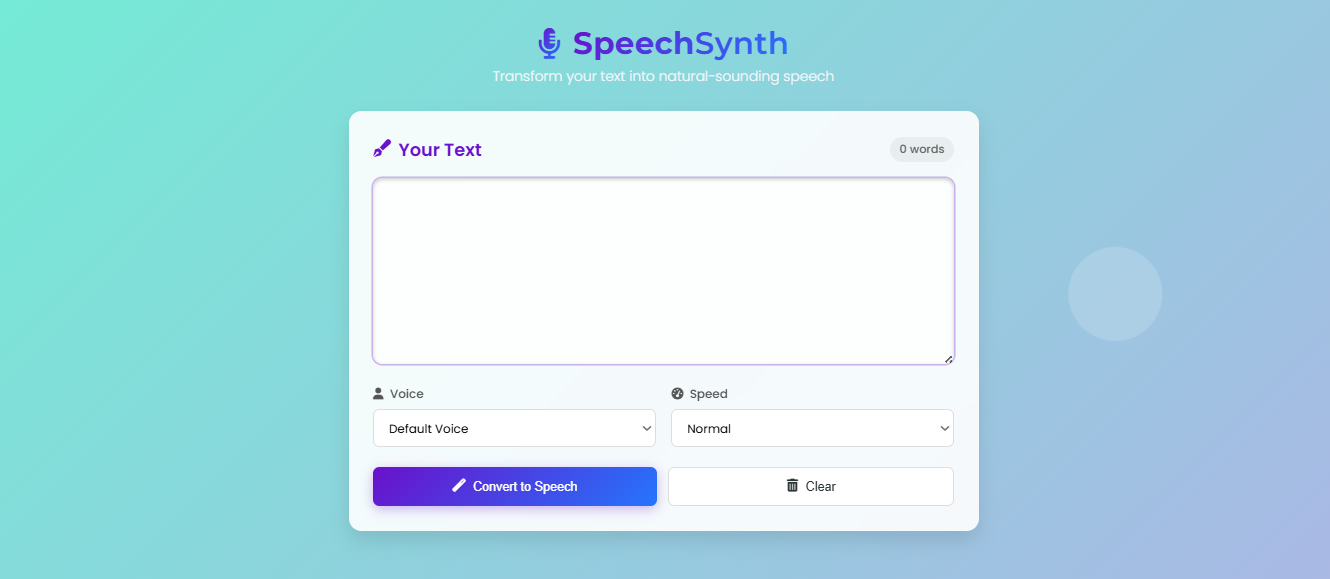 SpeechSynth
Transform your text into natural-sounding speech
Your Text
0 words
Voice
Speed
Default Voice
Normal
Convert to Speech
Clear